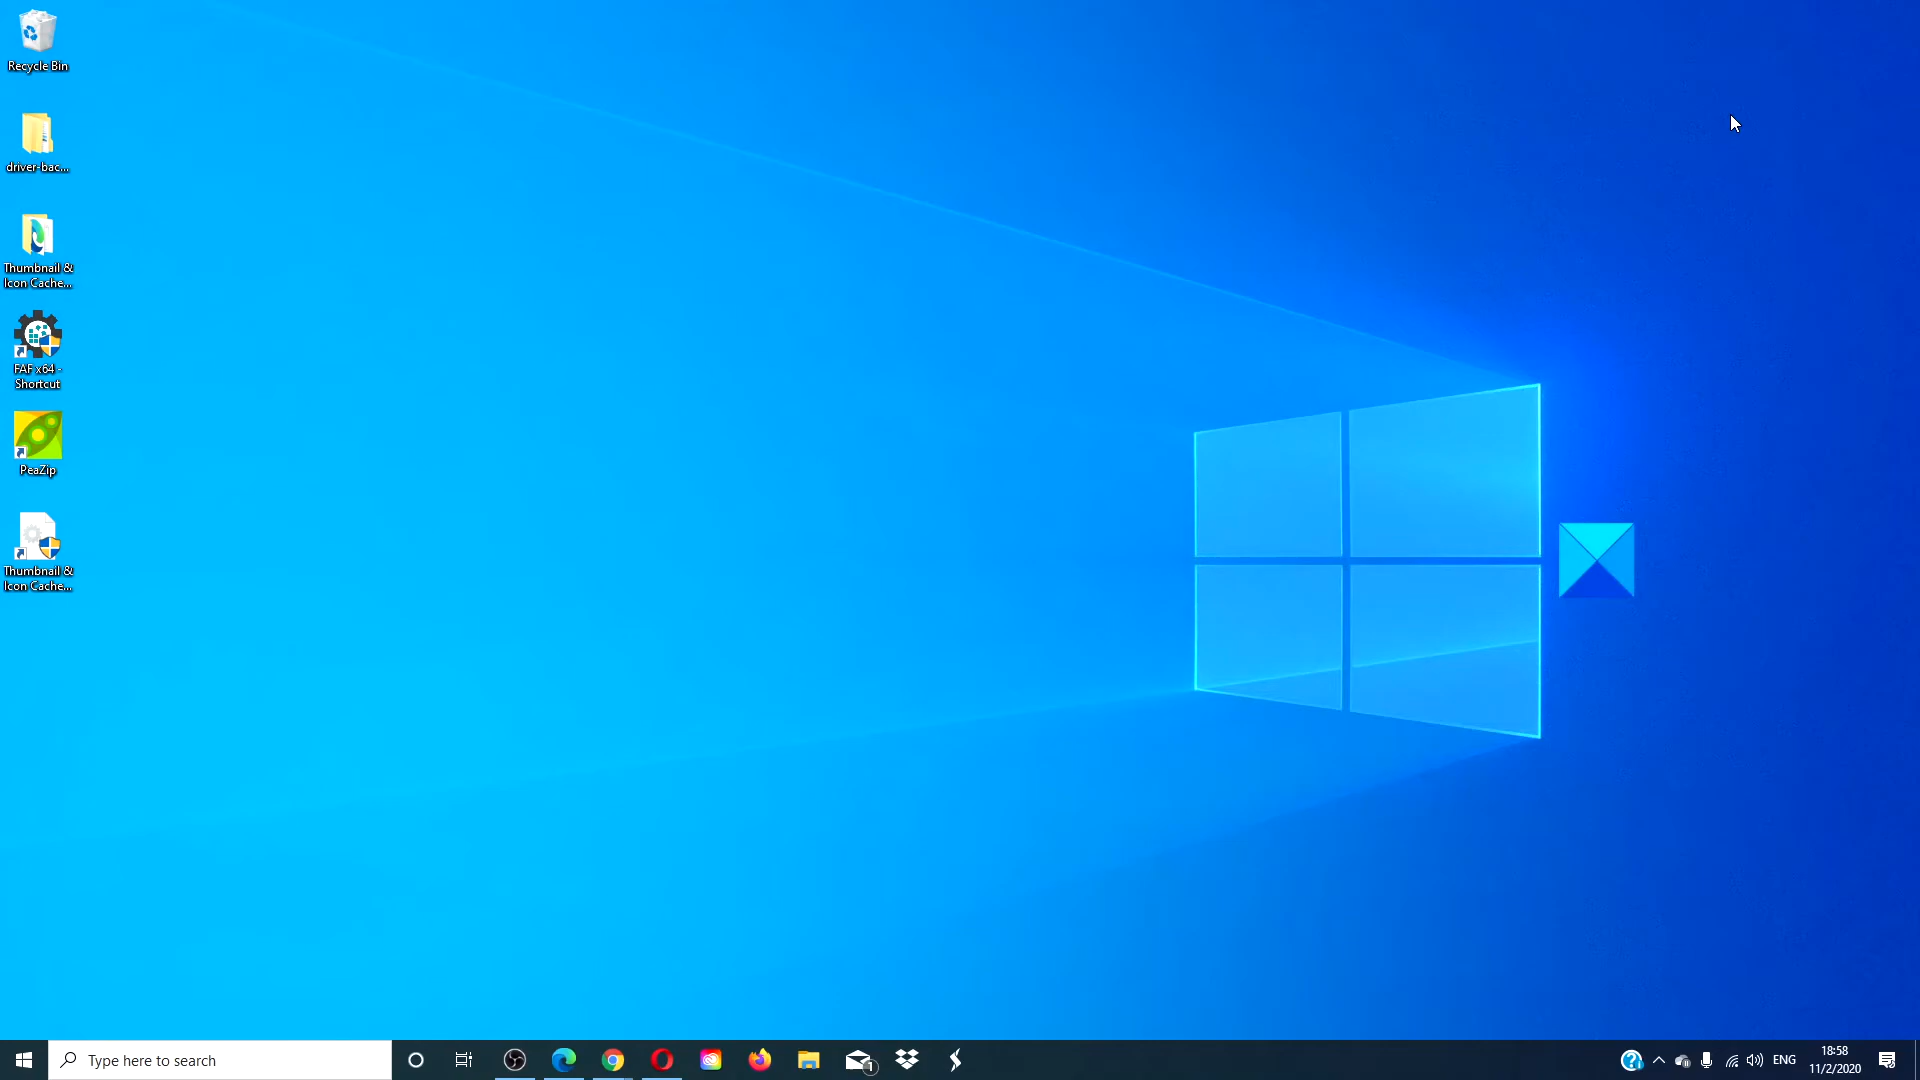 Recycle Bin
driver-bac...
Thumbnail &
Icon Cache...
FAF x64 -
Shortcut
PeaZip
Thumbnail &
Icon Cache...
Type here to search
1
ENG
18:58
11/2/2020